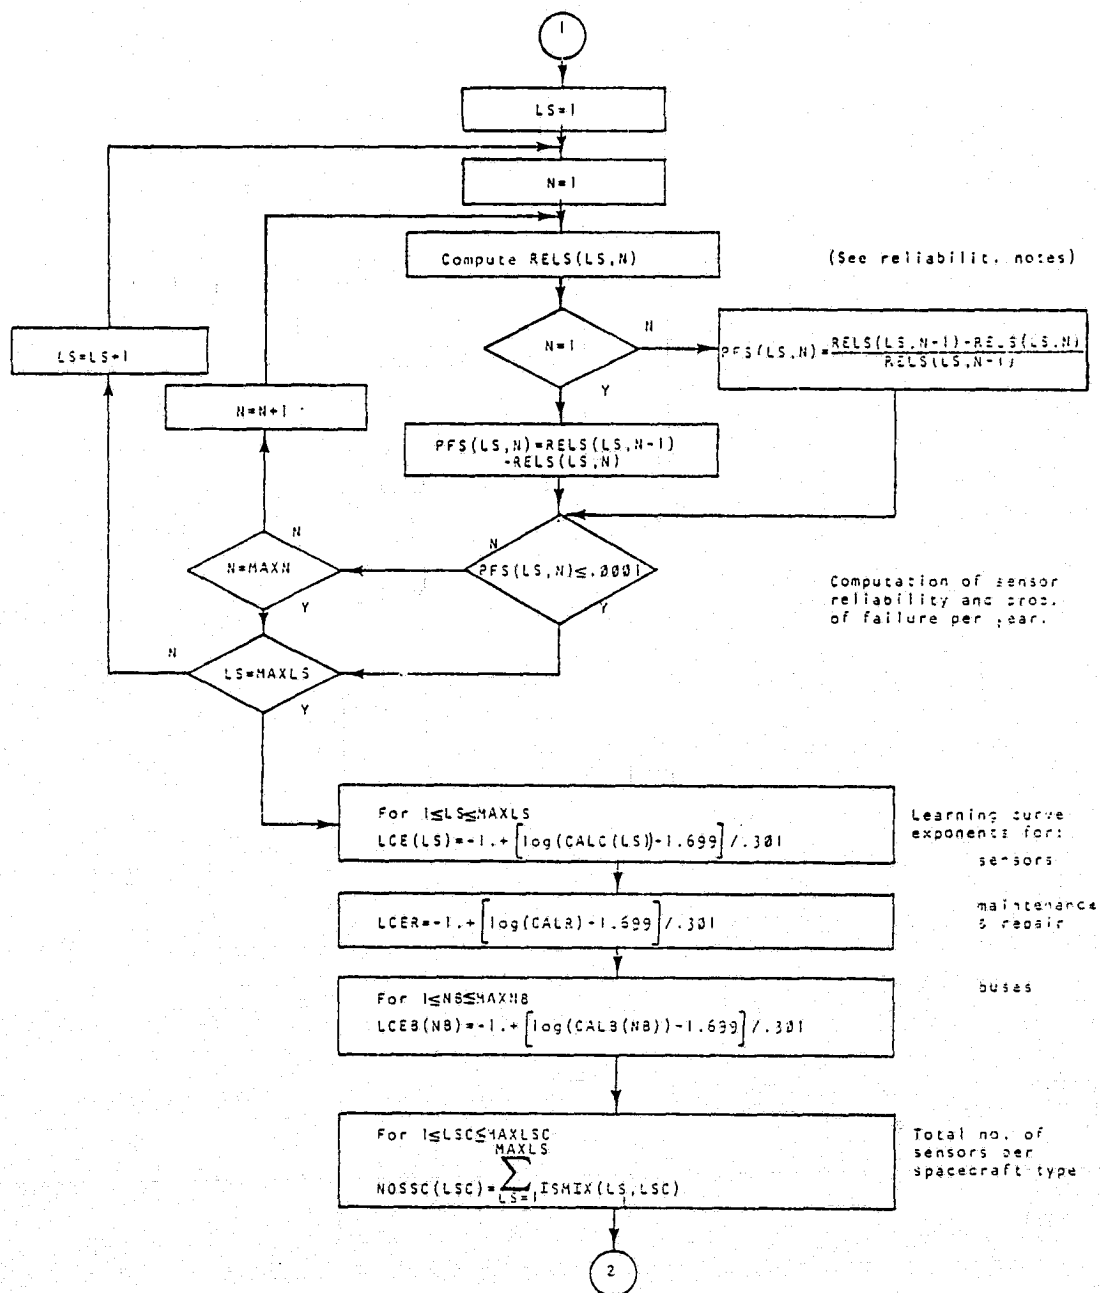 1
LS=1
N=1
Compute RELS(LS,N)
(See reliabilit. notes)
N=1
N
Y
PFS(LS,N)=RELS(LS,N-1)-RELS(LS,N)
RELS(LS,N-1)
LS=LS+1
N=N+1
PFS(LS,N)=RELS(LS,N-1)
-RELS(LS,N)
N
N
N=MAXN
PFS(LS,N)≤.0001
Y
Y
Computation of sensor
reliability and prob.
of failure per year.
N
LS=MAXLS
Y
For 1≤LS≤MAXLS
LCE(LS)=-1.+[log(CALC(LS))-1.699]/.301
Learning curve
exponents for:
sensors
LCER=-1.+[log(CALR)-1.699]/.301
maintenance
& repair
For 1≤NB≤MAXNB
LCEB(NB)=-1.+[log(CALB(NB))-1.699]/.301
buses
For 1≤LSC≤MAXLSC
MAXLS
NOSSC(LSC)=∑ISMIX(LS,LSC)
LS=1
Total no. of
sensors per
spacecraft type
2